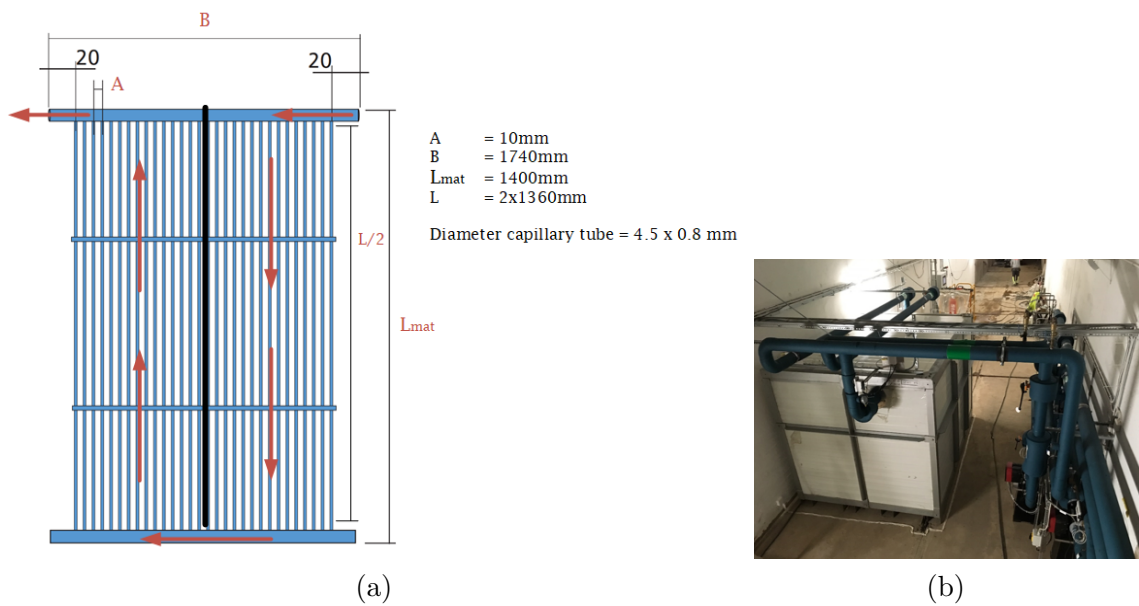 B
20
20
A
A = 10mm
B = 1740mm
Lmat = 1400mm
L = 2x1360mm
L/2
Diameter capillary tube = 4.5 x 0.8 mm
Lmat
(a)
(b)